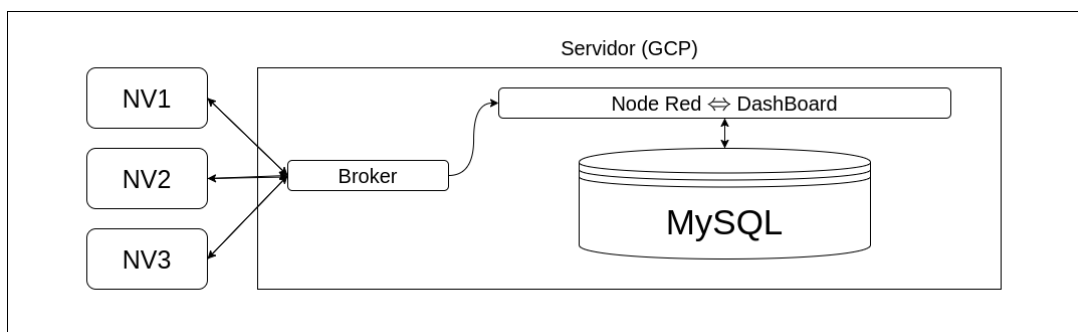 Servidor (GCP)
NV1
Node Red ⇔ DashBoard
Broker
NV2
MySQL
NV3